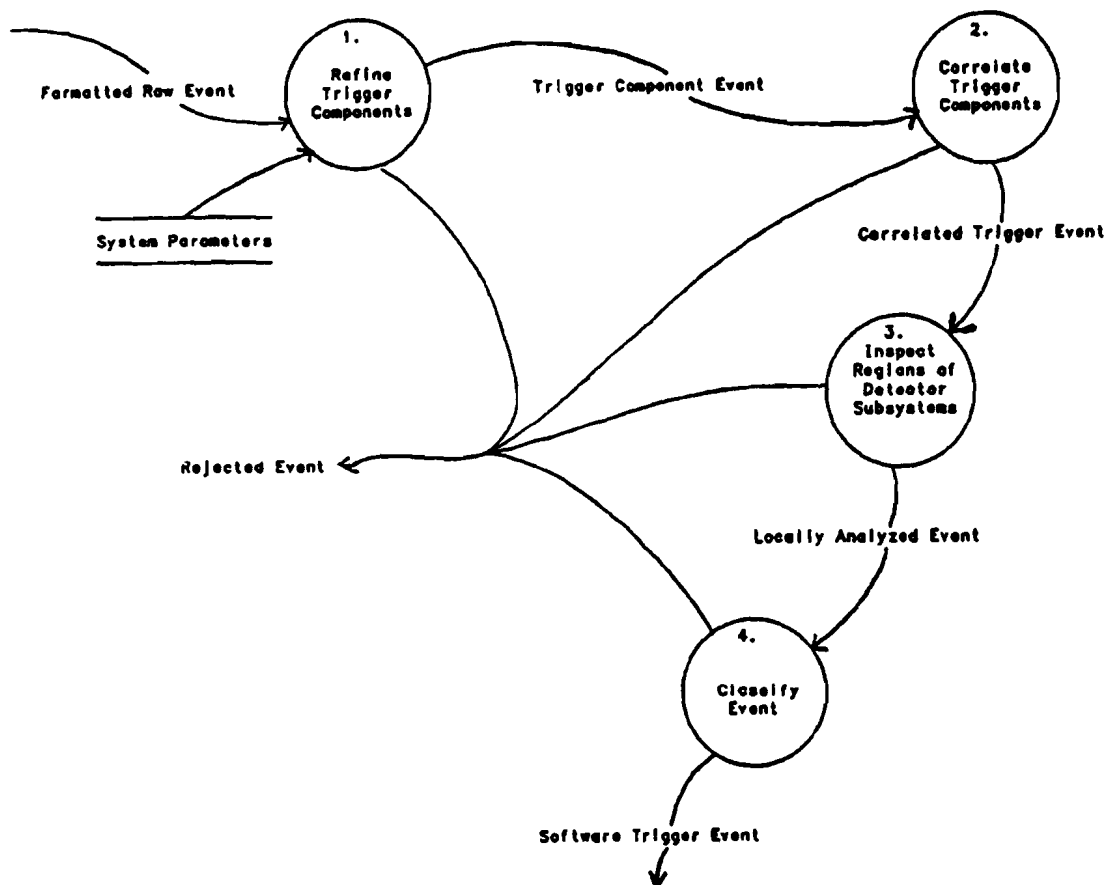 1.
Refine
Trigger
Components
2.
Correlate
Trigger
Components
Formatted Raw Event
Trigger Component Event
System Parameters
Correlated Trigger Event
3.
Inspect
Regions of
Detector
Subsystems
Rejected Event
Locally Analyzed Event
4.
Classify
Event
Software Trigger Event